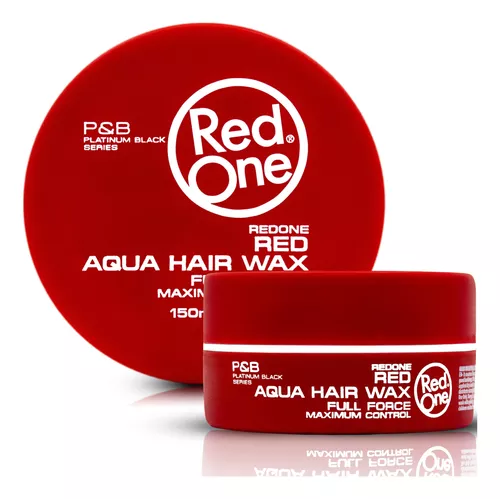 P&B
PLATINUM BLACK
SERIES
Red®
One
REDONE
RED
AQUA HAIR WAX
150
P&B
PLATINUM BLACK
SERIES
REDONE
RED
AQUA HAIR WAX
FULL FORCE
MAXIMUM CONTROL
Red
One